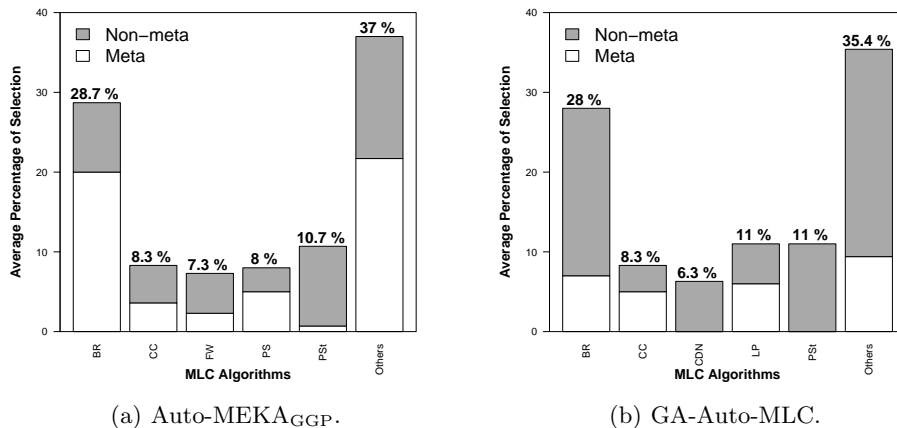 Non−meta
Meta
28.7 %
8.3 %
7.3 %
8 %
10.7 %
37 %
Average Percentage of Selection
0
10
20
30
40
BR
CC
FW
PS
PSt
Others
MLC Algorithms
(a) Auto-MEKAGGP.
Non−meta
Meta
28 %
8.3 %
6.3 %
11 %
11 %
35.4 %
Average Percentage of Selection
0
10
20
30
40
BR
CC
CDN
LP
PSt
Others
MLC Algorithms
(b) GA-Auto-MLC.